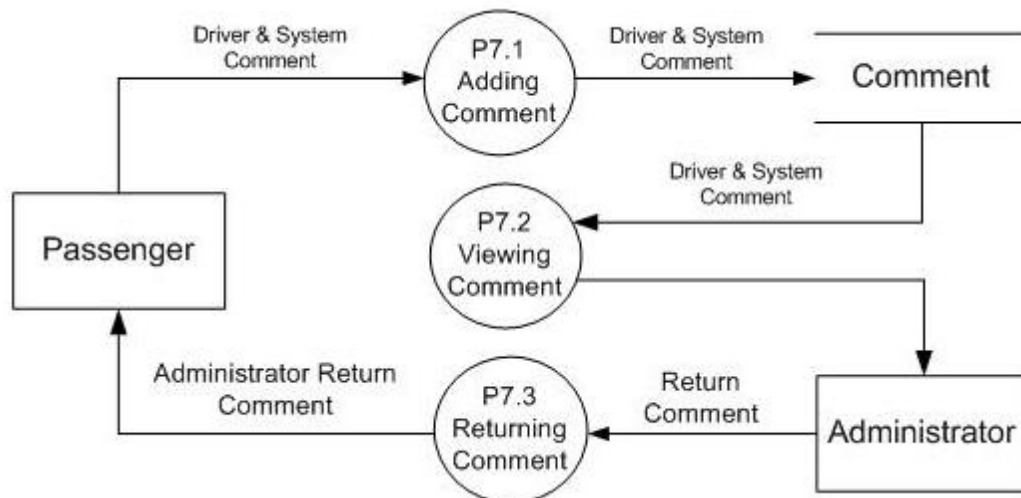 Driver & System
Comment
P7.1
Adding
Comment
Driver & System
Comment
Comment
Driver & System
Comment
Passenger
P7.2
Viewing
Comment
Administrator Return
Comment
P7.3
Returning
Comment
Return
Comment
Administrator